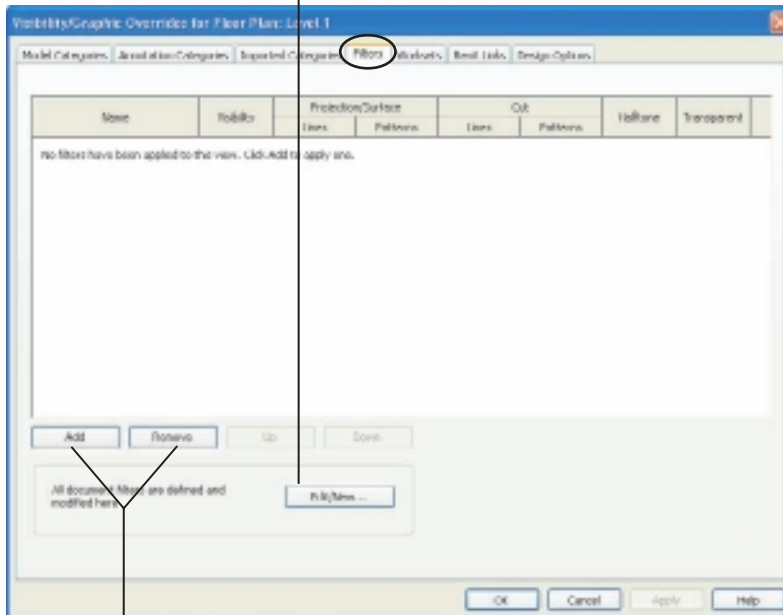 Visibility/Graphic Overrides for Floor Plan: Level 1
Model Categories Annotation Categories Imported Categories Filters Worksets Revit Links Design Options
Name Visibility Projection/Surface Cut Halftone Transparent
Lines Patterns Lines Patterns
No filters have been applied to this view. Click Add to apply one.
Add Remove Up Down
All document filters are defined and
modified here
Edit/New...
OK Cancel Apply Help